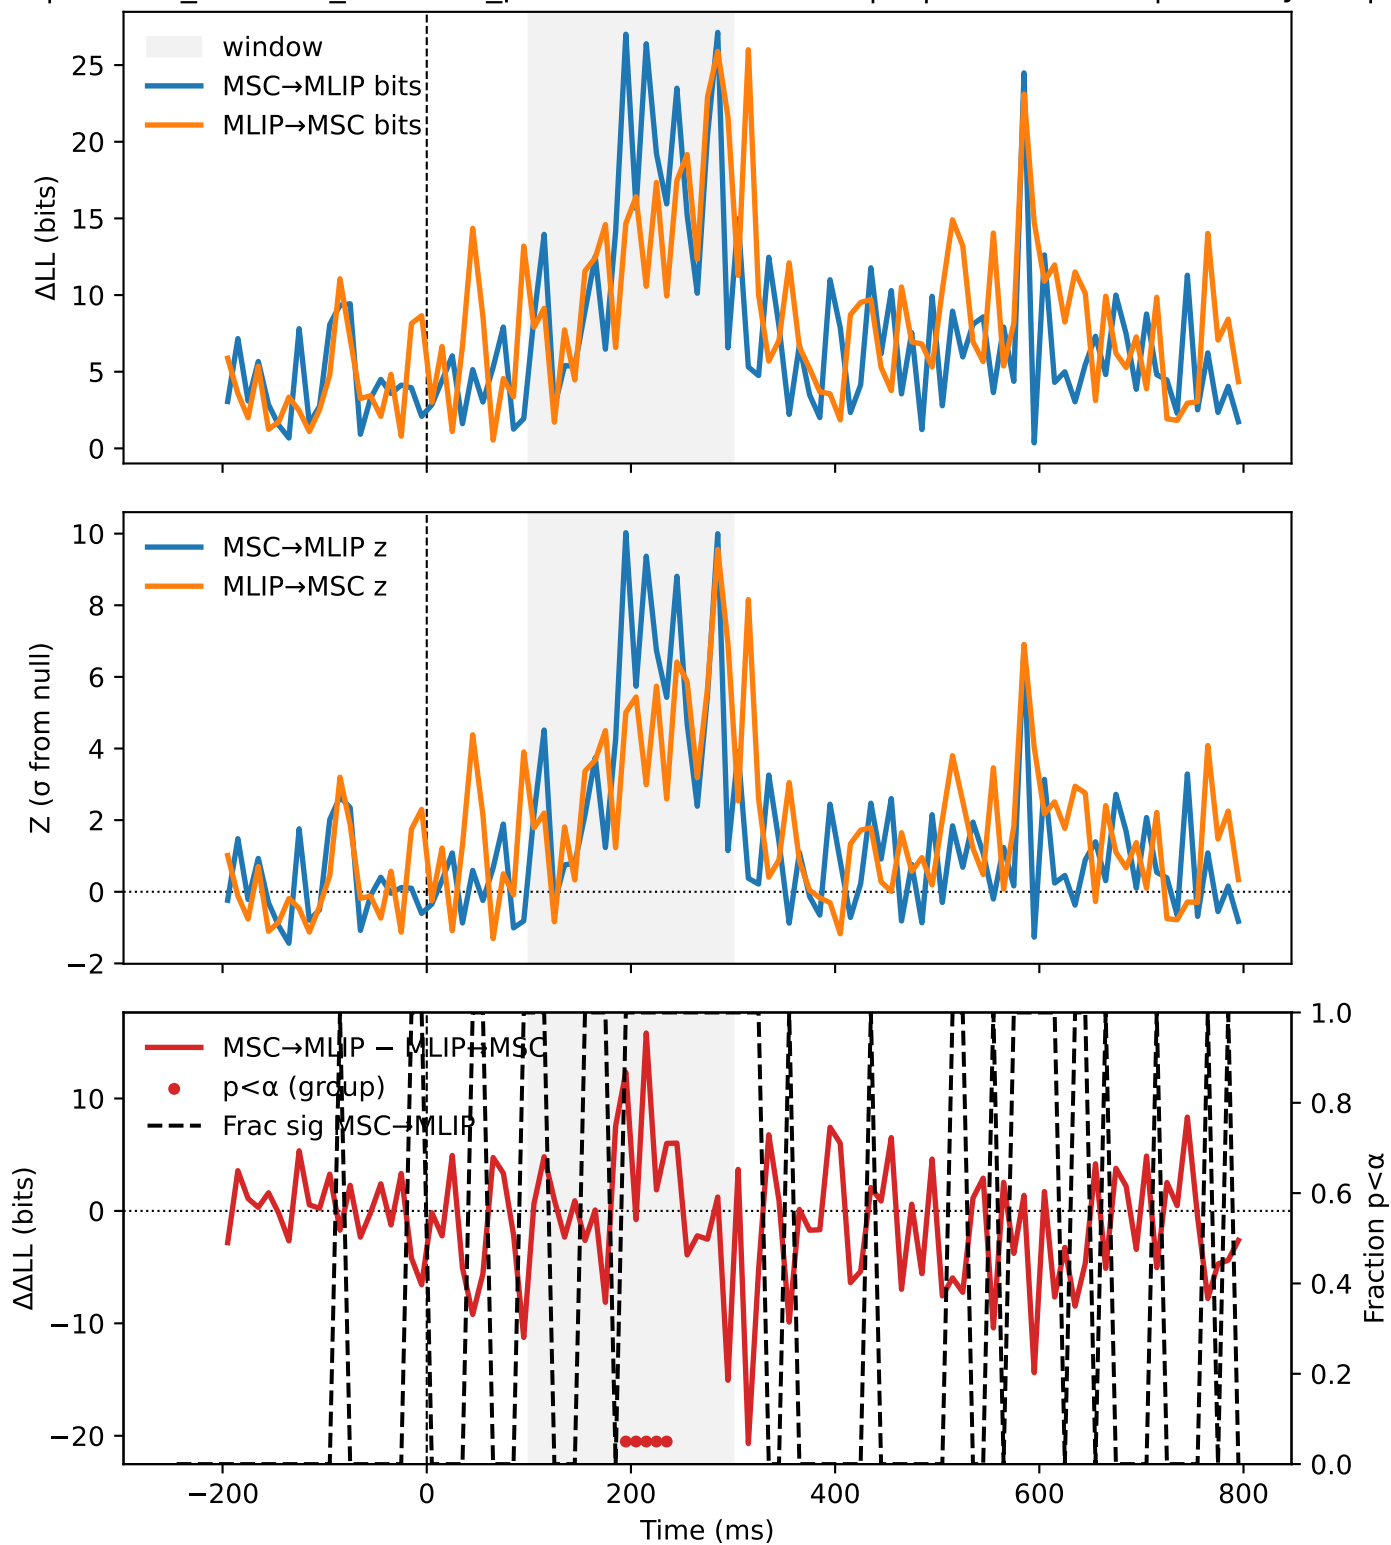 window
MSC→MLIP bits
MLIP→MSC bits
ΔLL (bits)
25
20
15
10
5
0
MSC→MLIP z
MLIP→MSC z
Z (σ from null)
10
8
6
4
2
0
−2
MSC→MLIP − MLIP→MSC
p<α (group)
Frac sig MSC→MLIP
ΔΔLL (bits)
10
0
−10
−20
1.0
0.8
0.6
0.4
0.2
0.0
Fraction p<α
−200 0 200 400 600 800
Time (ms)